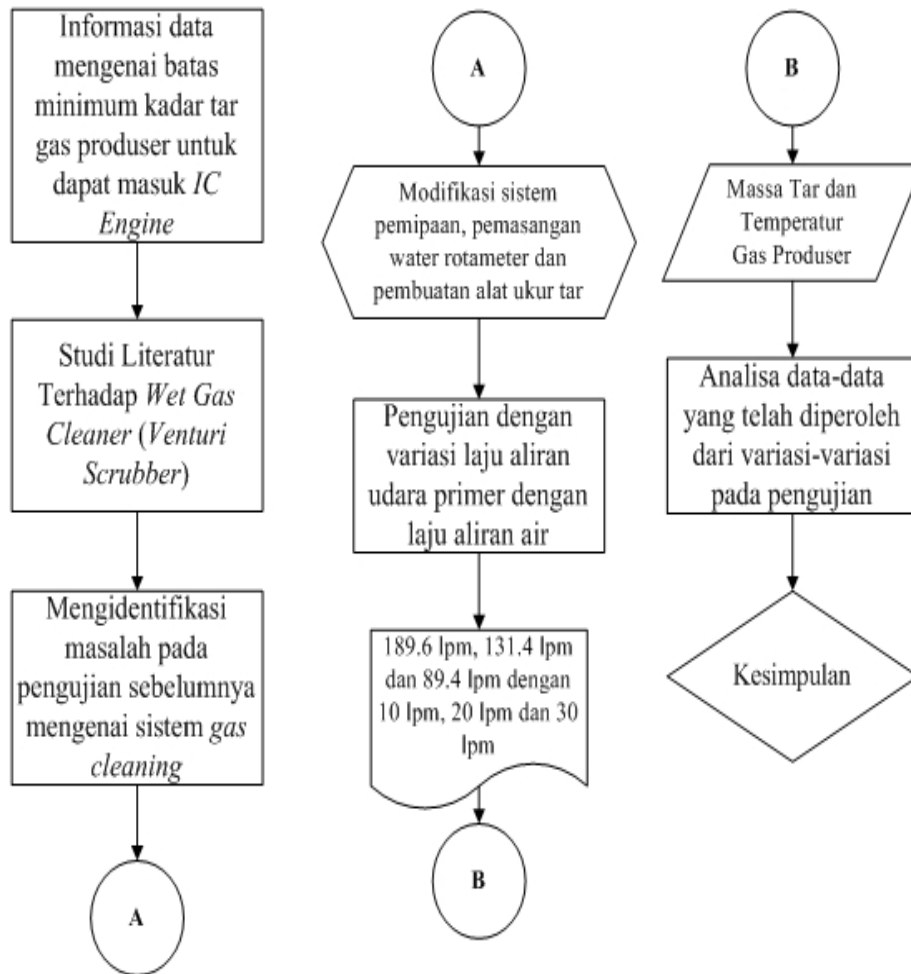 Informasi data
mengenai batas
minimum kadar tar
gas produser untuk
dapat masuk IC
Engine
Studi Literatur
Terhadap Wet Gas
Cleaner (Venturi
Scrubber)
Mengidentifikasi
masalah pada
pengujian sebelumnya
mengenai sistem gas
cleaning
A
A
Modifikasi sistem
pemipaan, pemasangan
water rotameter dan
pembuatan alat ukur tar
Pengujian dengan
variasi laju aliran
udara primer dengan
laju aliran air
189.6 lpm, 131.4 lpm
dan 89.4 lpm dengan
10 lpm, 20 lpm dan 30
lpm
B
B
Massa Tar dan
Temperatur
Gas Produser
Analisa data-data
yang telah diperoleh
dari variasi-variasi
pada pengujian
Kesimpulan